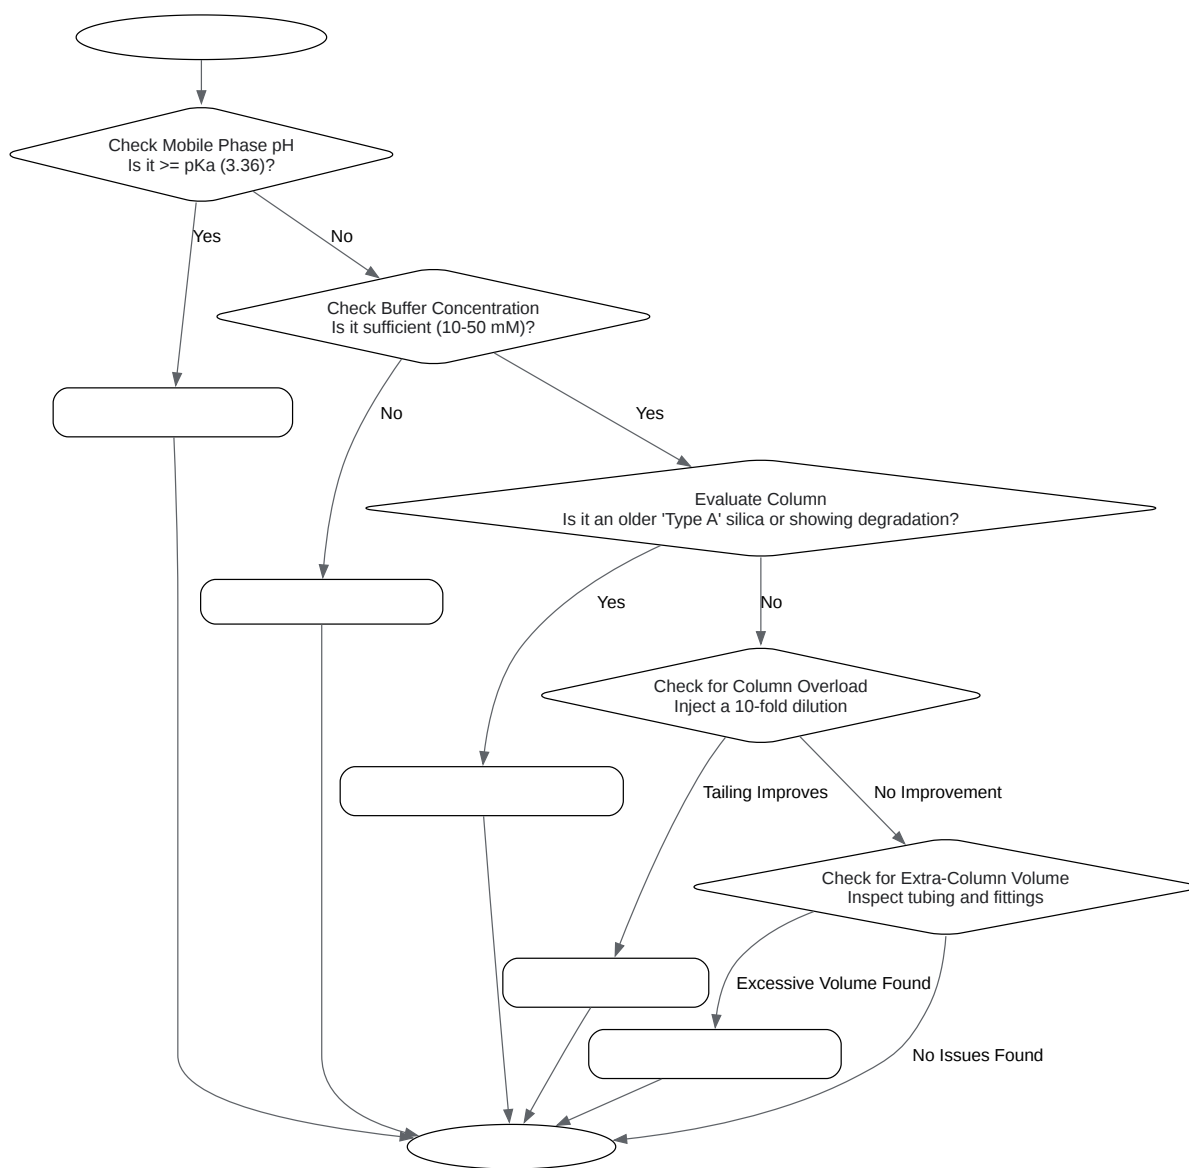 Check Mobile Phase pH
Is it >= pKa (3.36)?
Yes
No
Check Buffer Concentration
Is it sufficient (10-50 mM)?
No
Yes
Evaluate Column
Is it an older 'Type A' silica or showing degradation?
Yes
No
Check for Column Overload
Inject a 10-fold dilution
Tailing Improves
No Improvement
Check for Extra-Column Volume
Inspect tubing and fittings
Excessive Volume Found
No Issues Found